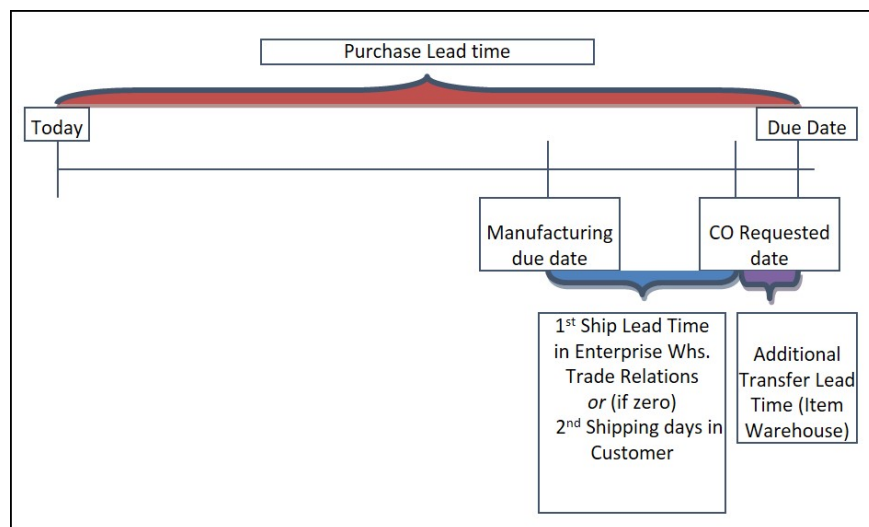 Purchase Lead time
Today
Due Date
Manufacturing
due date
CO Requested
date
1st Ship Lead Time
in Enterprise Whs.
Trade Relations
or (if zero)
2nd Shipping days in
Customer
Additional
Transfer Lead
Time (Item
Warehouse)